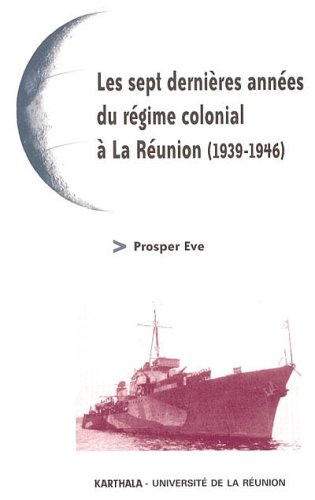 Les sept dernières années
du régime colonial
à La Réunion (1939-1946)
> Prosper Eve
KARTHALA - UNIVERSITÉ DE LA RÉUNION